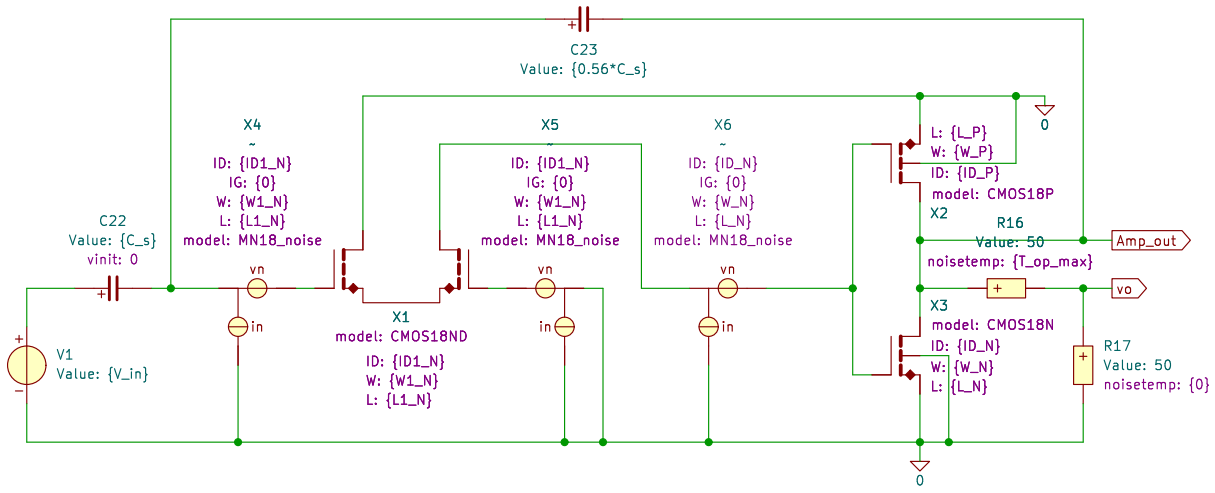 +
C23
Value: {0.56*C_s}
X4
~
ID: {ID1_N}
IG: {0}
W: {W1_N}
L: {L1_N}
model: MN18_noise
X5
~
ID: {ID1_N}
IG: {0}
W: {W1_N}
L: {L1_N}
model: MN18_noise
X6
~
ID: {ID_N}
IG: {0}
W: {W_N}
L: {L_N}
model: MN18_noise
0
L: {L_P}
W: {W_P}
ID: {ID_P}
model: CMOS18P
X2
C22
Value: {C_s}
vinit: 0
+
vn
in
vn
in
vn
in
R16
Value: 50
noisetemp: {T_op_max}
+
Amp_out
vo
X1
model: CMOS18ND
ID: {ID1_N}
W: {W1_N}
L: {L1_N}
X3
model: CMOS18N
ID: {ID_N}
W: {W_N}
L: {L_N}
+
V1
Value: {V_in}
−
+
R17
Value: 50
noisetemp: {0}
0